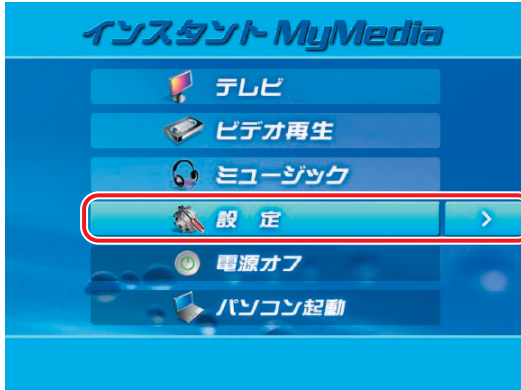 インスタント MyMedia
テレビ
ビデオ再生
ミュージック
設 定
電源オフ
パソコン起動